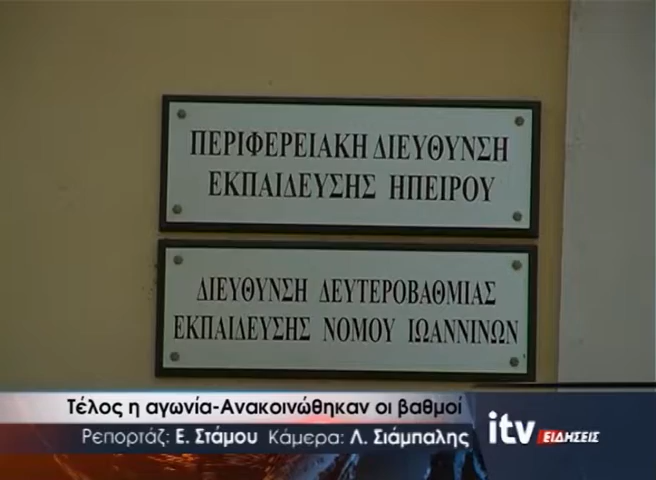 ΠΕΡΙΦΕΡΕΙΑΚΗ ΔΙΕΥΘΥΝΣΗ
ΕΚΠΑΙΔΕΥΣΗΣ ΗΠΕΙΡΟΥ
ΔΙΕΥΘΥΝΣΗ ΔΕΥΤΕΡΟΒΑΘΜΙΑΣ
ΕΚΠΑΙΔΕΥΣΗΣ ΝΟΜΟΥ ΙΩΑΝΝΙΝΩΝ
Τέλος η αγωνία-Ανακοινώθηκαν οι βαθμοί
Ρεπορτάζ: Ε. Στάμου Κάμερα: Λ. Σιάμπαλης
itv ΕΙΔΗΣΕΙΣ